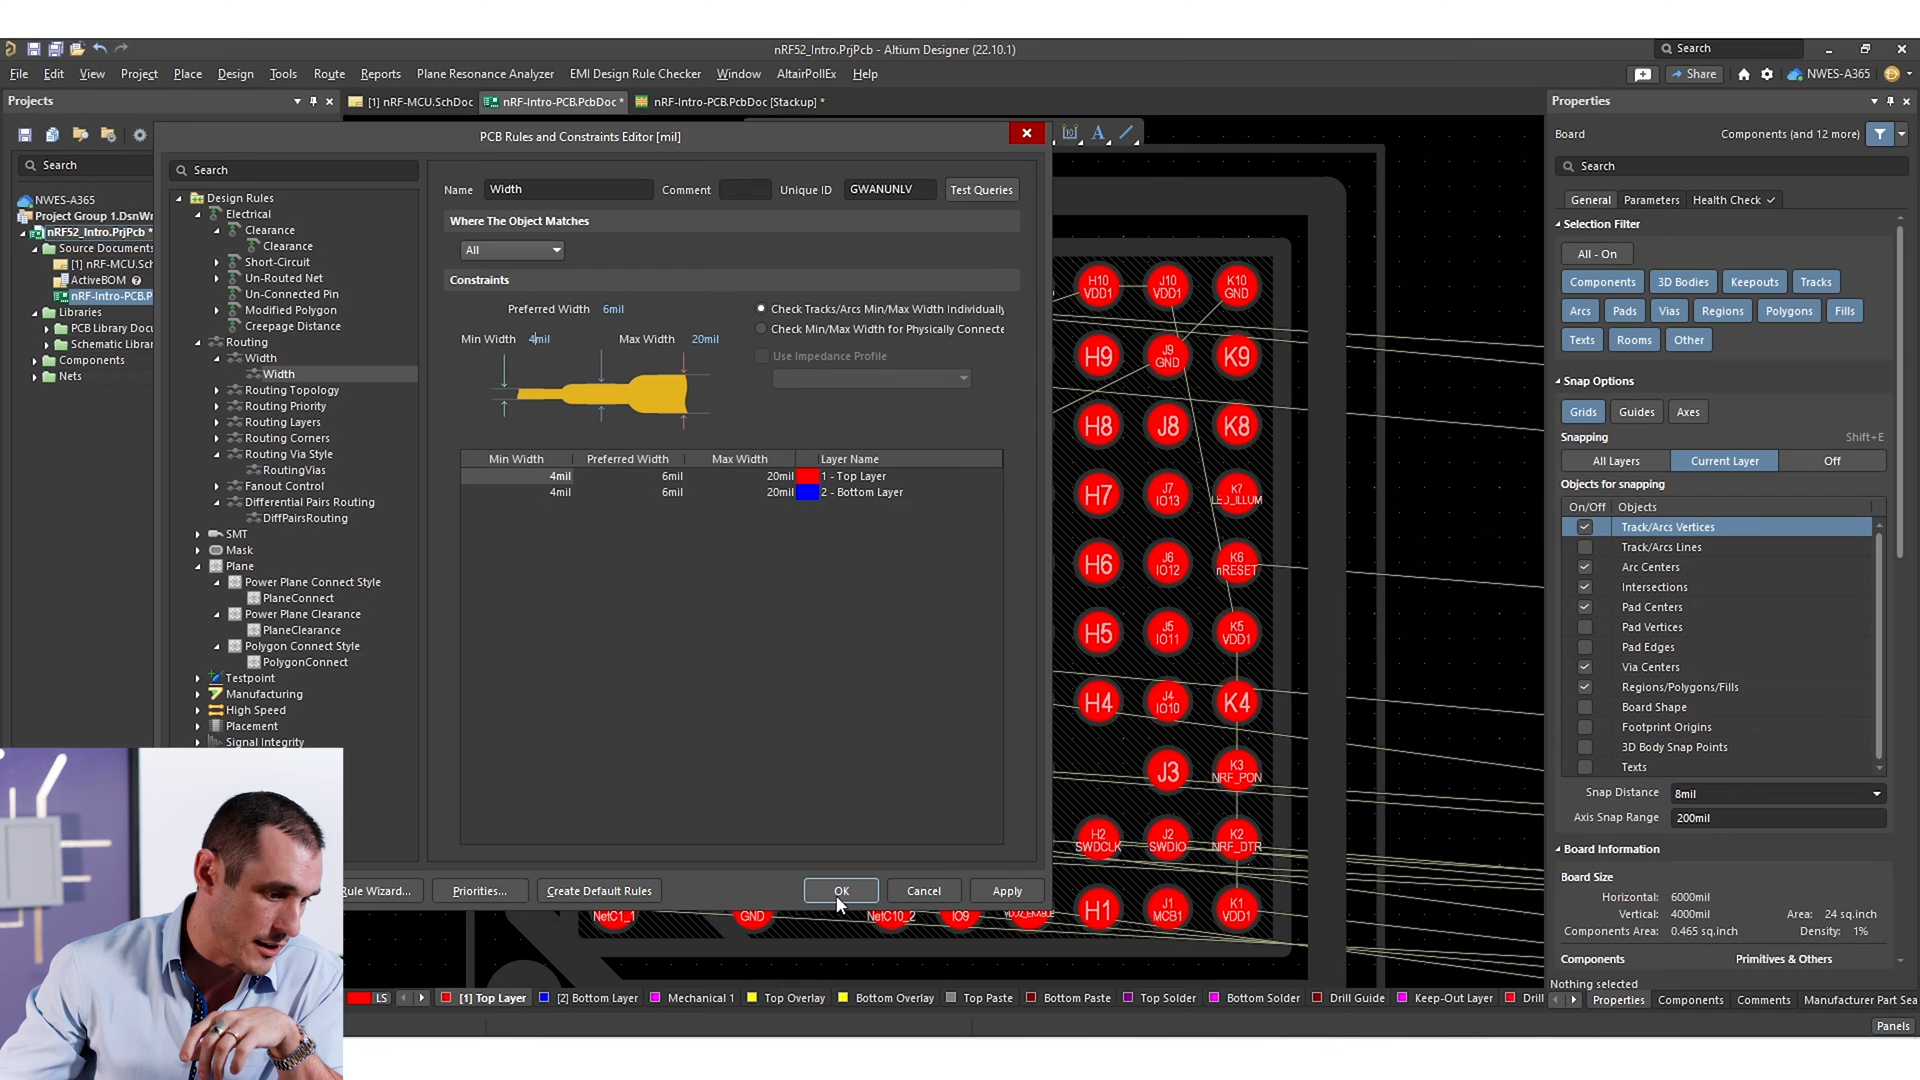 nRF52_Intro.PrjPcb - Altium Designer (22.10.1)
Search
File Edit View Project Place Design Tools Route Reports Plane Resonance Analyzer EMI Design Rule Checker Window AltairPollEx Help
Share
NWES-A365
Projects
[1] nRF-MCU.SchDoc
nRF-Intro-PCB.PcbDoc *
nRF-Intro-PCB.PcbDoc [Stackup] *
Properties
PCB Rules and Constraints Editor [mil]
Board
Components (and 12 more)
Search
Search
Search
NWES-A365
Project Group 1.DsnWr
nRF52_Intro.PrjPcb *
Source Documents
[1] nRF-MCU.Sch
ActiveBOM
nRF-Intro-PCB.P
Libraries
PCB Library Docu
Schematic Librar
Components
Nets
Design Rules
Electrical
Clearance
Clearance
Short-Circuit
Un-Routed Net
Un-Connected Pin
Modified Polygon
Creepage Distance
Routing
Width
Width
Routing Topology
Routing Priority
Routing Layers
Routing Corners
Routing Via Style
RoutingVias
Fanout Control
Differential Pairs Routing
DiffPairsRouting
SMT
Mask
Plane
Power Plane Connect Style
PlaneConnect
Power Plane Clearance
PlaneClearance
Polygon Connect Style
PolygonConnect
Testpoint
Manufacturing
High Speed
Placement
Signal Integrity
Name Width Comment Unique ID GWANUNLV Test Queries
Where The Object Matches
All
Constraints
Preferred Width 6mil
Min Width 4mil Max Width 20mil
Check Tracks/Arcs Min/Max Width Individually
Check Min/Max Width for Physically Connecte
Use Impedance Profile
Min Width Preferred Width Max Width Layer Name
4mil 6mil 20mil 1 - Top Layer
4mil 6mil 20mil 2 - Bottom Layer
Rule Wizard... Priorities... Create Default Rules OK Cancel Apply
H10 VDD1 J10 VDD1 K10 GND
H9 J9 GND K9
H8 J8 K8
H7 J7 IO13 K7 LED_ILLUM
H6 J6 IO12 K6 nRESET
H5 J5 IO11 K5 VDD1
H4 J4 IO10 K4
J3 K3 NRF_PON
H2 SWDCLK J2 SWDIO K2 NRF_DTR
H1 J1 MCB1 K1 VDD1
NetC1_1 GND NetC10_2 IO9
General Parameters Health Check
Selection Filter
All - On
Components 3D Bodies Keepouts Tracks
Arcs Pads Vias Regions Polygons Fills
Texts Rooms Other
Snap Options
Grids Guides Axes
Snapping Shift+E
All Layers Current Layer Off
Objects for snapping
On/Off Objects
Track/Arcs Vertices
Track/Arcs Lines
Arc Centers
Intersections
Pad Centers
Pad Vertices
Pad Edges
Via Centers
Regions/Polygons/Fills
Board Shape
Footprint Origins
3D Body Snap Points
Texts
Snap Distance 8mil
Axis Snap Range 200mil
Board Information
Board Size
Horizontal: 6000mil
Vertical: 4000mil Area: 24 sq.inch
Components Area: 0.465 sq.inch Density: 1%
Components Primitives & Others
Nothing selected
LS [1] Top Layer [2] Bottom Layer Mechanical 1 Top Overlay Bottom Overlay Top Paste Bottom Paste Top Solder Bottom Solder Drill Guide Keep-Out Layer Drill
Properties Components Comments Manufacturer Part Sea
Panels